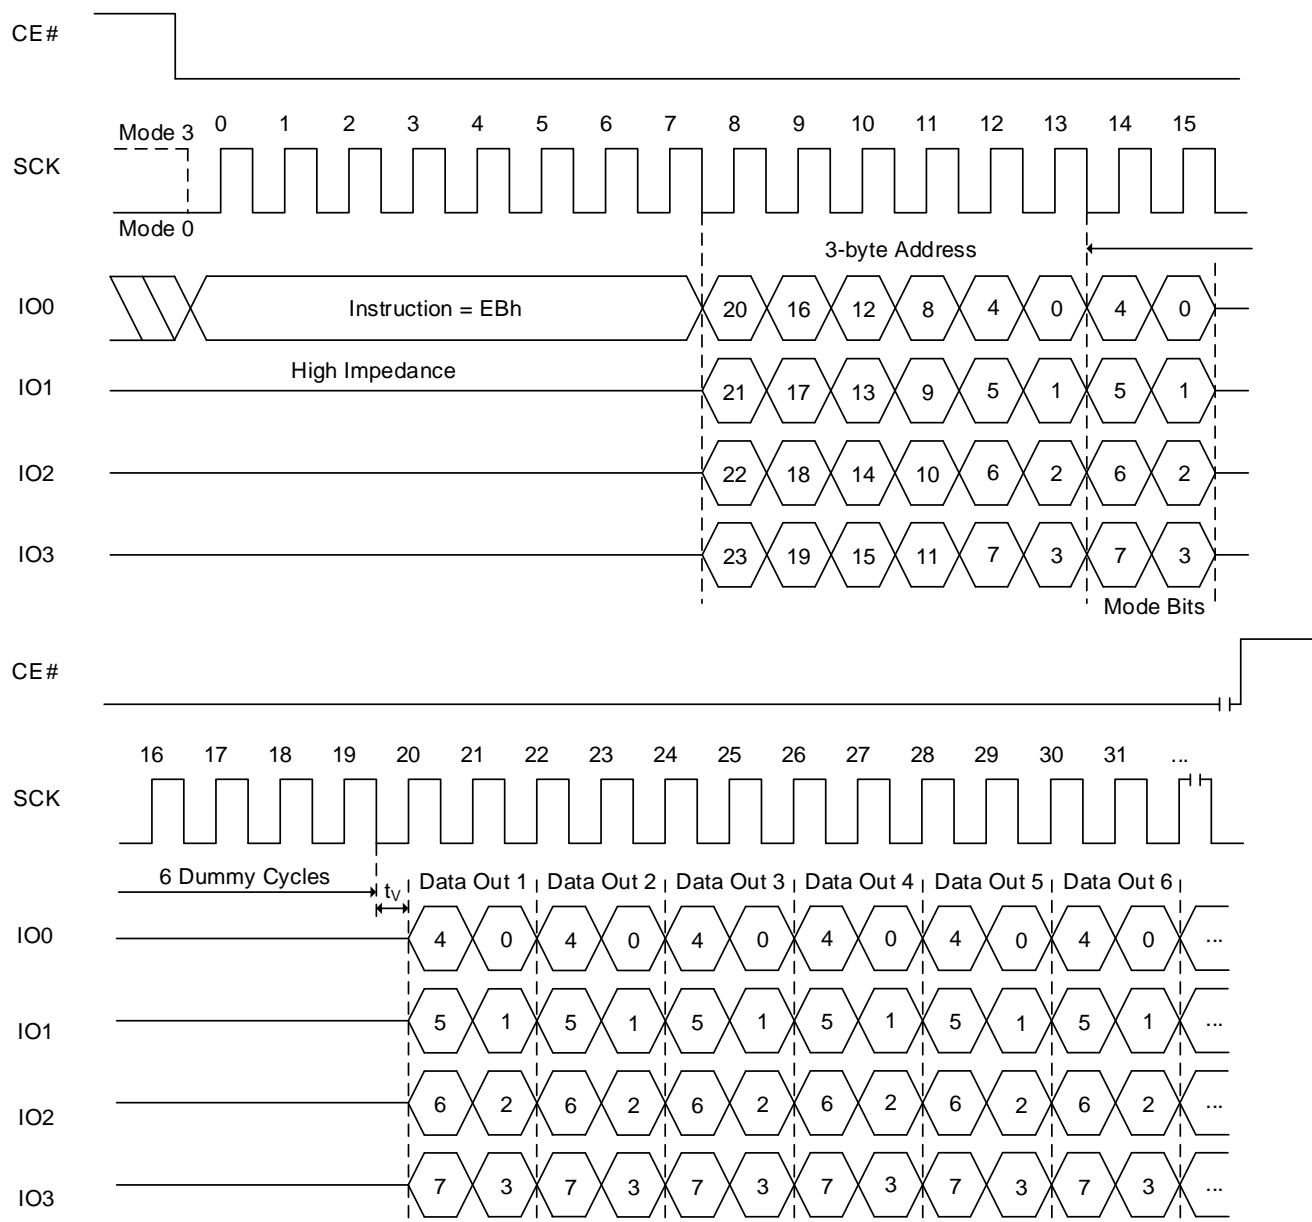 CE#
0 1 2 3 4 5 6 7 8 9 10 11 12 13 14 15
Mode 3
SCK
Mode 0
3-byte Address
IO0 Instruction = EBh 20 16 12 8 4 0 4 0
High Impedance
IO1 21 17 13 9 5 1 5 1
IO2 22 18 14 10 6 2 6 2
IO3 23 19 15 11 7 3 7 3
Mode Bits
CE#
16 17 18 19 20 21 22 23 24 25 26 27 28 29 30 31 ...
SCK
6 Dummy Cycles tV Data Out 1 Data Out 2 Data Out 3 Data Out 4 Data Out 5 Data Out 6
IO0 4 0 4 0 4 0 4 0 4 0 4 0 ...
IO1 5 1 5 1 5 1 5 1 5 1 5 1 ...
IO2 6 2 6 2 6 2 6 2 6 2 6 2 ...
IO3 7 3 7 3 7 3 7 3 7 3 7 3 ...